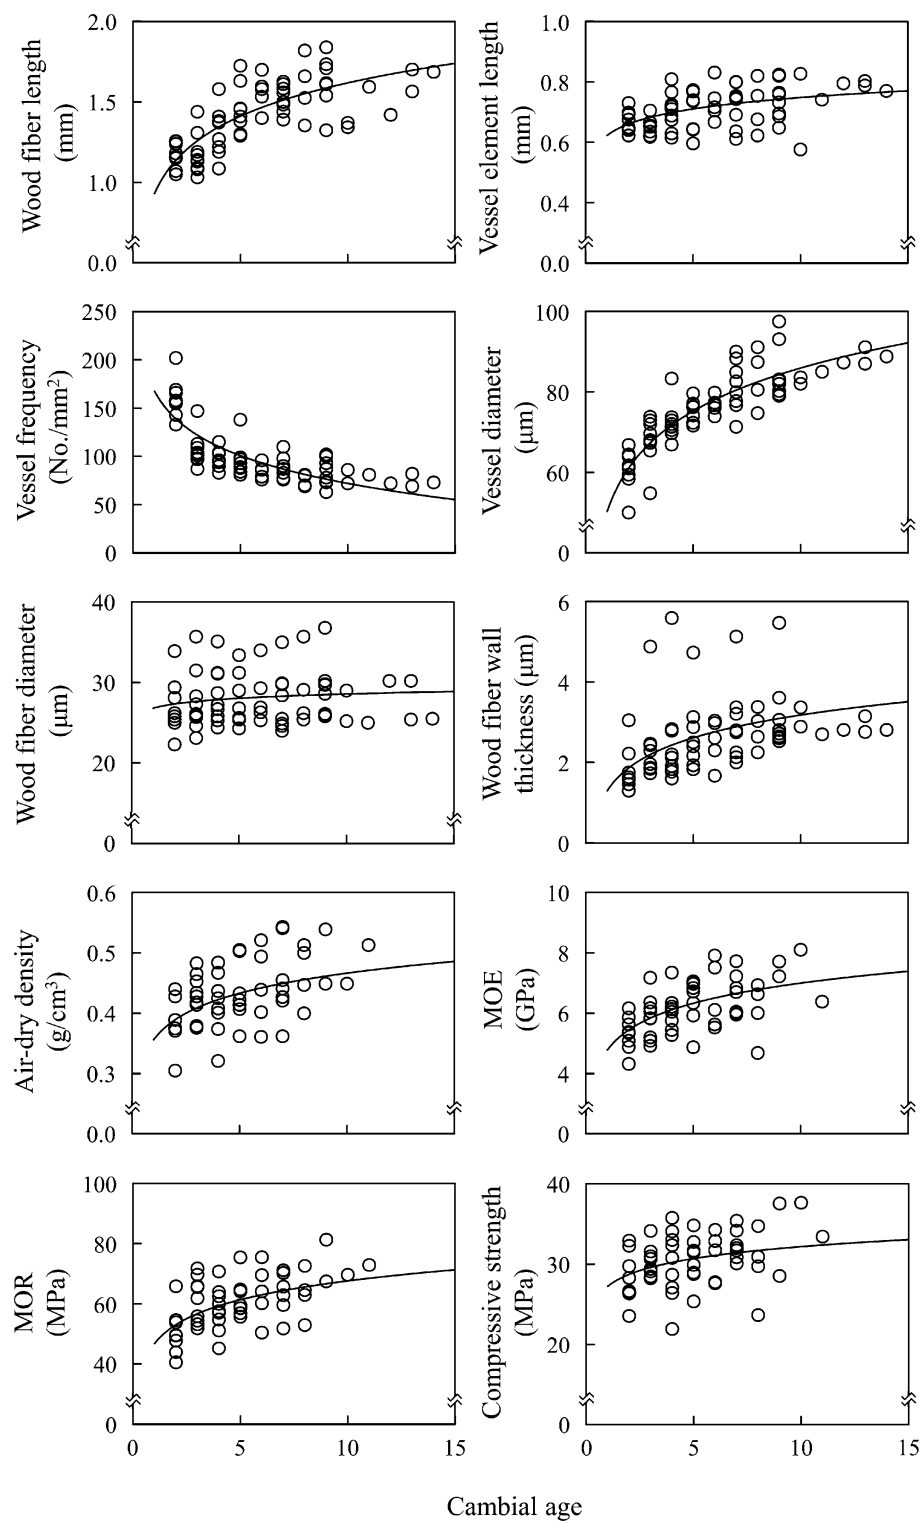 2.0
1.5
1.0
0.0
Wood fiber length
(mm)
1.0
0.8
0.6
0.4
0.0
Vessel element length
(mm)
250
200
150
100
50
0
Vessel frequency
(No./mm²)
100
80
60
0
Vessel diameter
(μm)
40
30
20
0
Wood fiber diameter
(μm)
6
4
2
0
Wood fiber wall
thickness (μm)
0.6
0.5
0.4
0.3
0.0
Air-dry density
(g/cm³)
10
8
6
4
0
MOE
(GPa)
100
80
60
40
0
MOR
(MPa)
40
30
20
0
Compressive strength
(MPa)
0 5 10 15
0 5 10 15
Cambial age